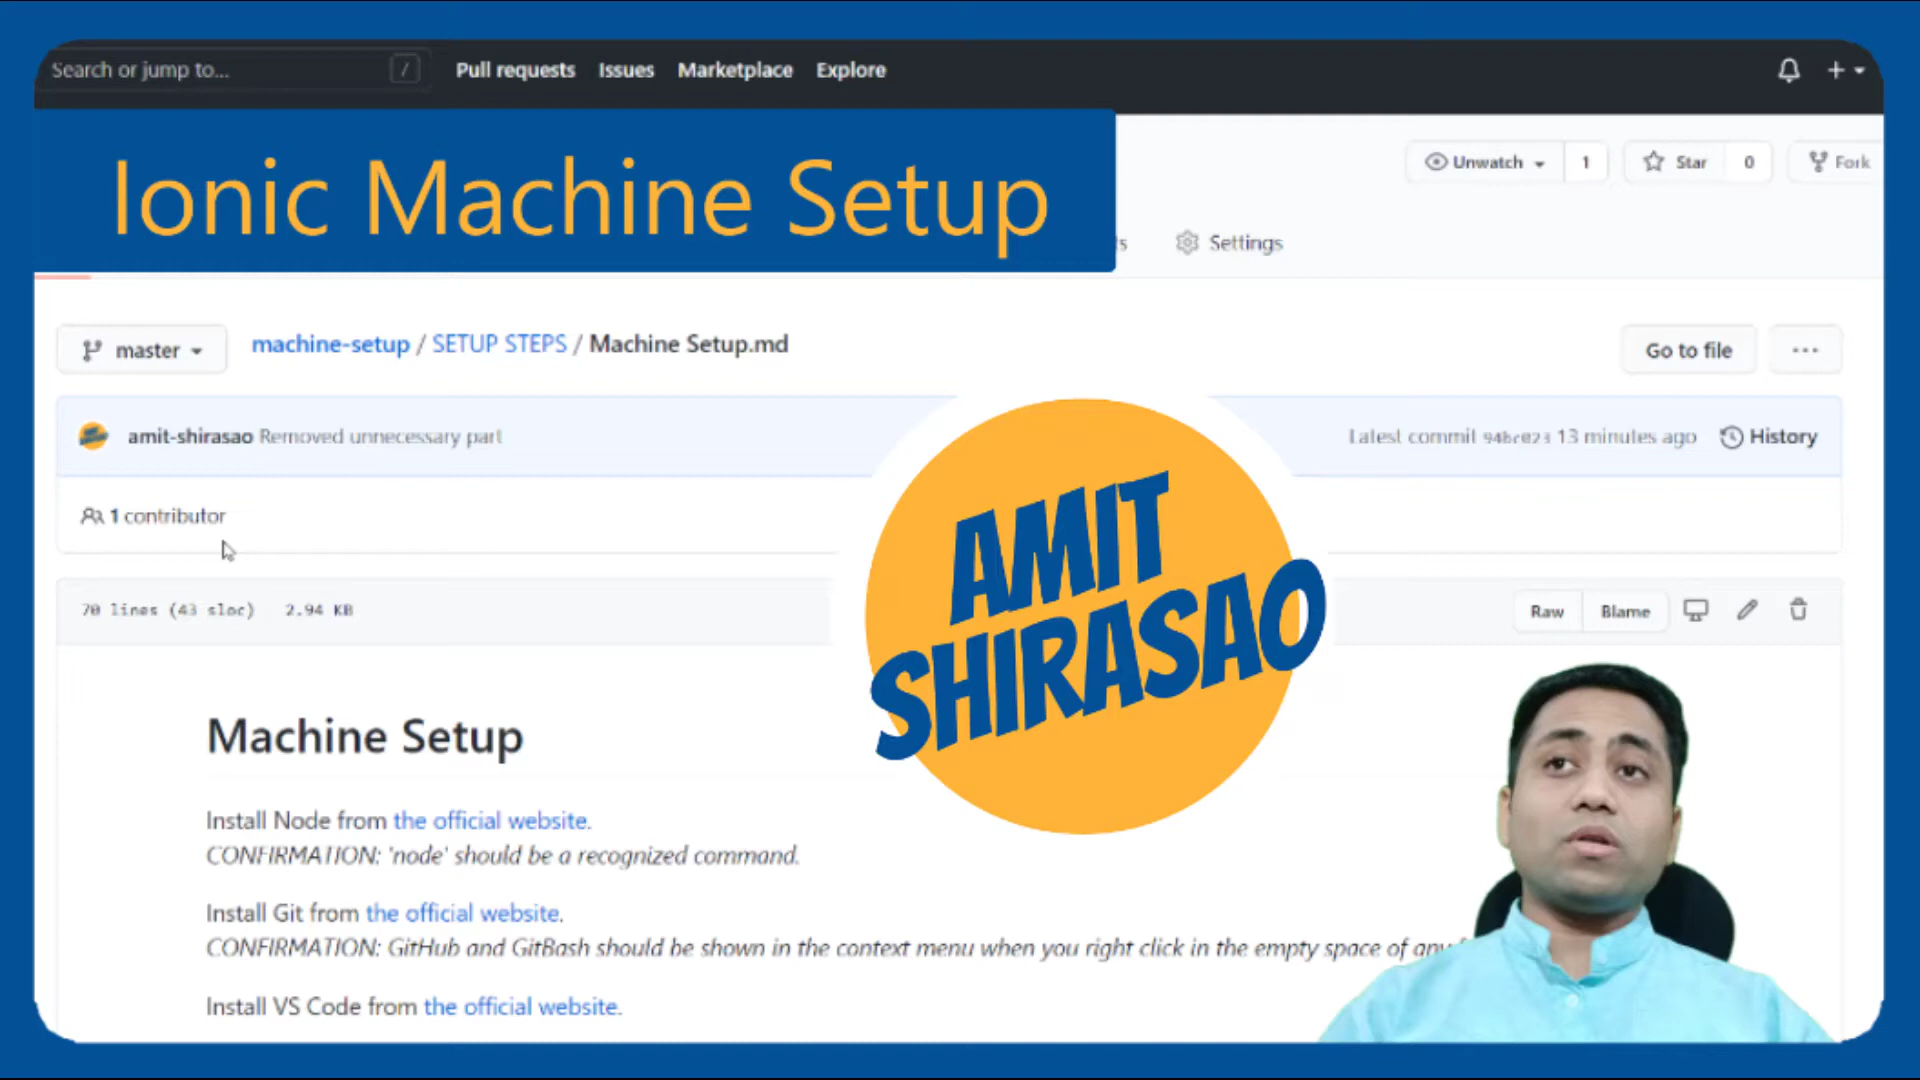 Search or jump to...
/
Pull requests
Issues
Marketplace
Explore
Ionic Machine Setup
Unwatch
1
Star
0
Fork
Settings
master
machine-setup / SETUP STEPS / Machine Setup.md
Go to file
amit-shirasao Removed unnecessary part
Latest commit 94bc023 13 minutes ago
History
1 contributor
70 lines (43 sloc) 2.94 KB
Raw
Blame
AMIT
SHIRASAO
Machine Setup
Install Node from the official website.
CONFIRMATION: 'node' should be a recognized command.
Install Git from the official website.
CONFIRMATION: GitHub and GitBash should be shown in the context menu when you right click in the empty space of any
Install VS Code from the official website.